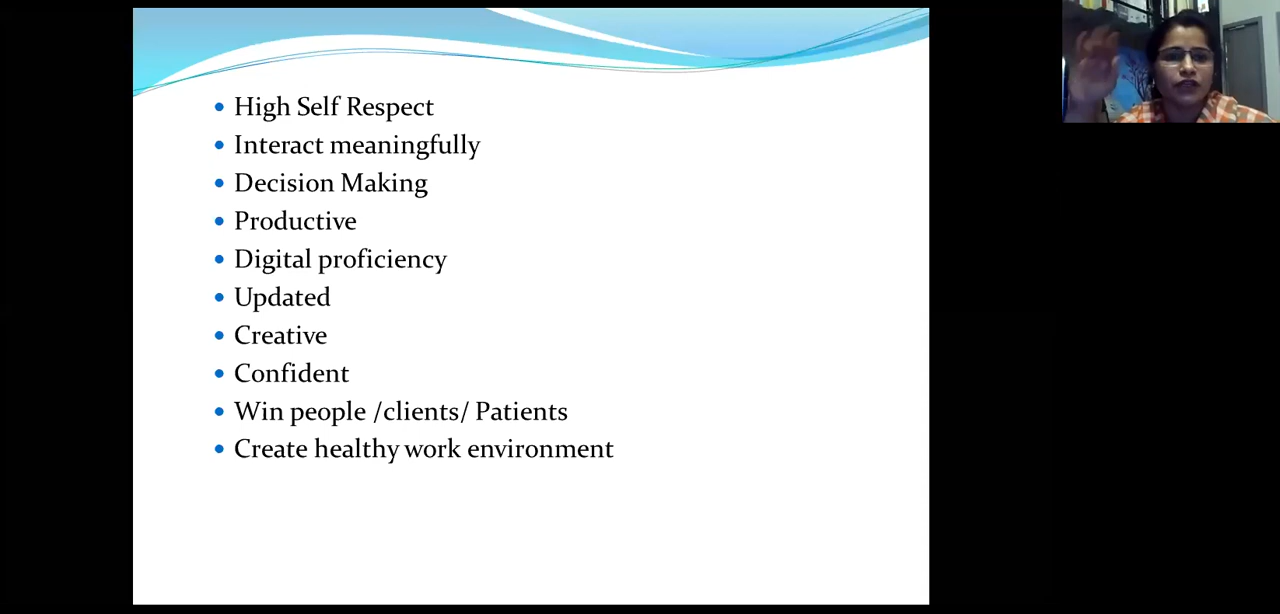 High Self Respect
Interact meaningfully
Decision Making
Productive
Digital proficiency
Updated
Creative
Confident
Win people /clients/ Patients
Create healthy work environment